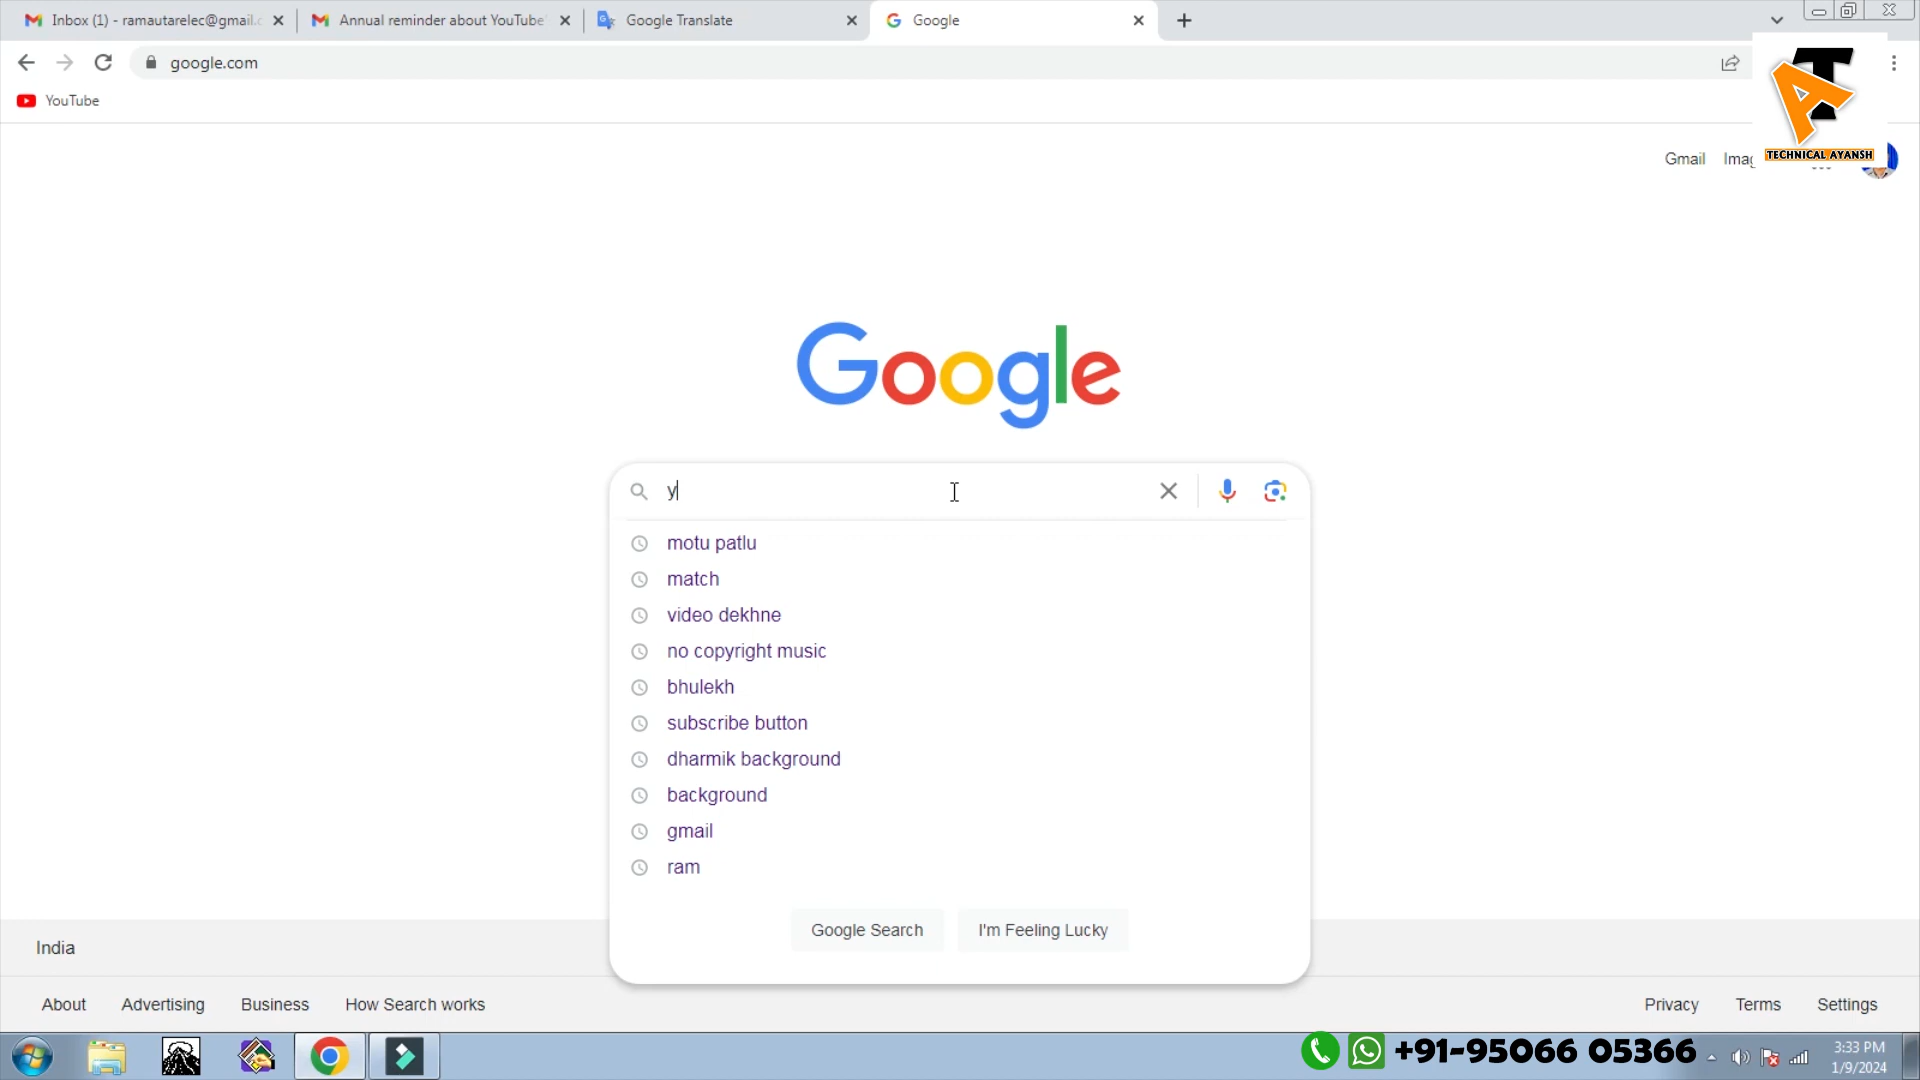 Inbox (1) - ramautarelec@gmail.c
Annual reminder about YouTube'
Google Translate
Google
google.com
YouTube
TECHNICAL AYANSH
Gmail
Imag
Google
y
motu patlu
match
video dekhne
no copyright music
bhulekh
subscribe button
dharmik background
background
gmail
ram
Google Search
I'm Feeling Lucky
India
About
Advertising
Business
How Search works
Privacy
Terms
Settings
+91-95066 05366
3:33 PM
1/9/2024